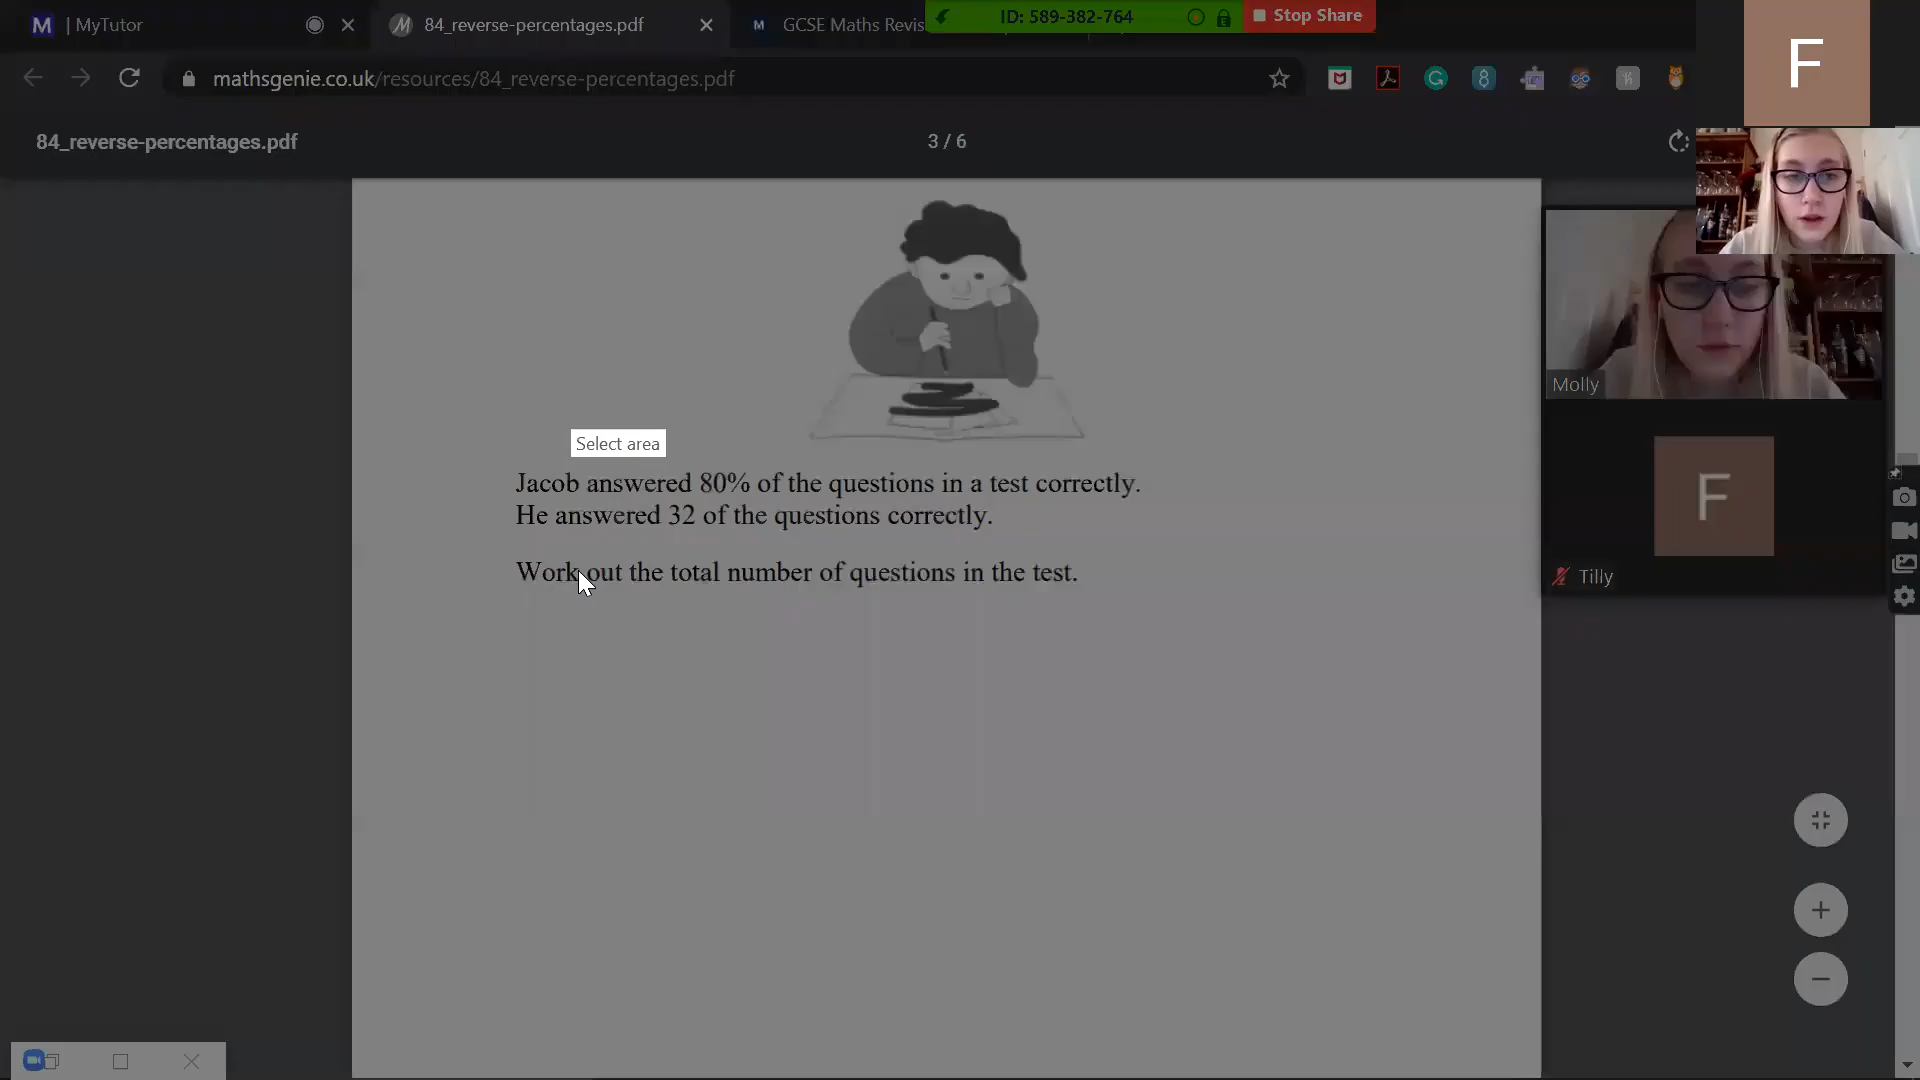 | MyTutor
84_reverse-percentages.pdf
GCSE Maths Revis
ID: 589-382-764
Stop Share
mathsgenie.co.uk/resources/84_reverse-percentages.pdf
84_reverse-percentages.pdf
3 / 6
F
Select area
Jacob answered 80% of the questions in a test correctly.
He answered 32 of the questions correctly.
Work out the total number of questions in the test.
Molly
F
Tilly